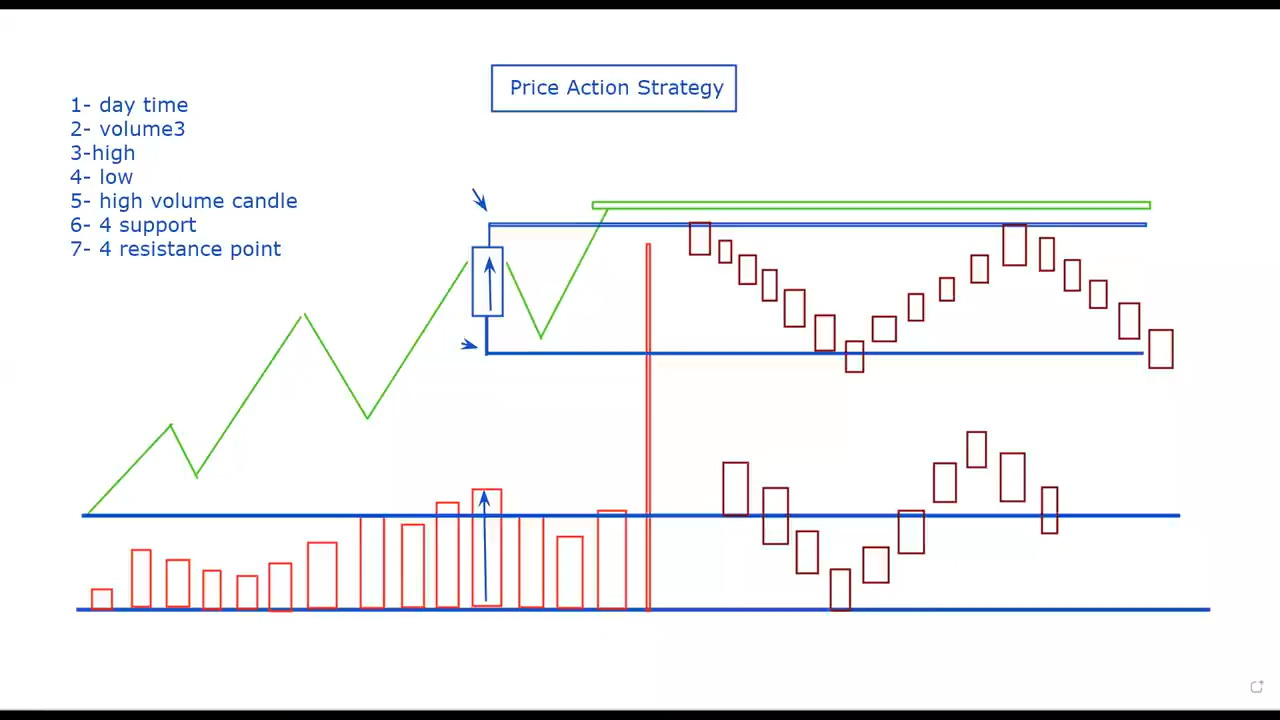 Price Action Strategy
1- day time
2- volume3
3-high
4- low
5- high volume candle
6- 4 support
7- 4 resistance point